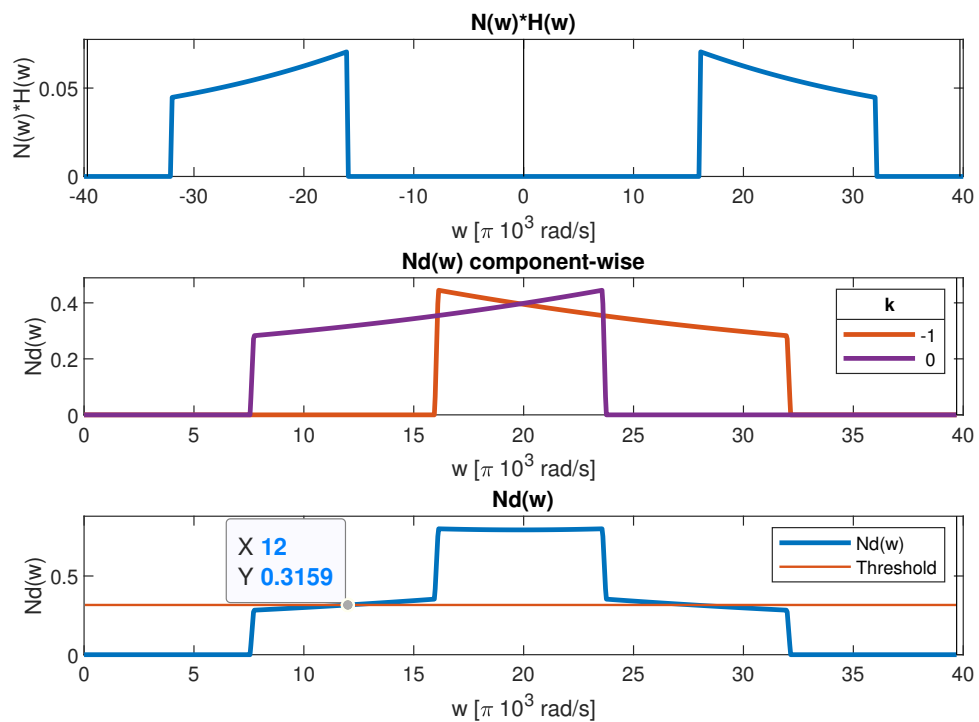 N(w)*H(w)
N(w)*H(w)
0.05
0
-40 -30 -20 -10 0 10 20 30 40
w [π 10³ rad/s]
Nd(w) component-wise
Nd(w)
0.4
0.2
0
k
-1
0
0 5 10 15 20 25 30 35 40
w [π 10³ rad/s]
Nd(w)
Nd(w)
0.5
0
X 12
Y 0.3159
Nd(w)
Threshold
0 5 10 15 20 25 30 35 40
w [π 10³ rad/s]